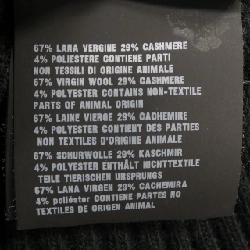 67% LANA VERGINE 29% CASHMERE
4% POLIESTERE CONTIENE PARTI
NON TESSILI DI ORIGINE ANIMALE
67% VIRGIN WOOL 29% CASHMERE
4% POLYESTER CONTAINS NON-TEXTILE
PARTS OF ANIMAL ORIGIN
67% LAINE VIERGE 29% CACHEMINE
4% POLYESTER CONTIENT DES PARTIES
NON TEXTILES D'ORIGINE ANIMALE
67% SCHURWOLLE 29% KASCHMIR
4% POLYESTER ENTHÄLT NICHTTEXTILE
TEILE TIERISCHEN URSPRUNGS
67% LANA VIRGEN 29% CACHEMIRA
4% poliéster CONTIENE PARTES NO
TEXTILES DE ORIGEN ANIMAL